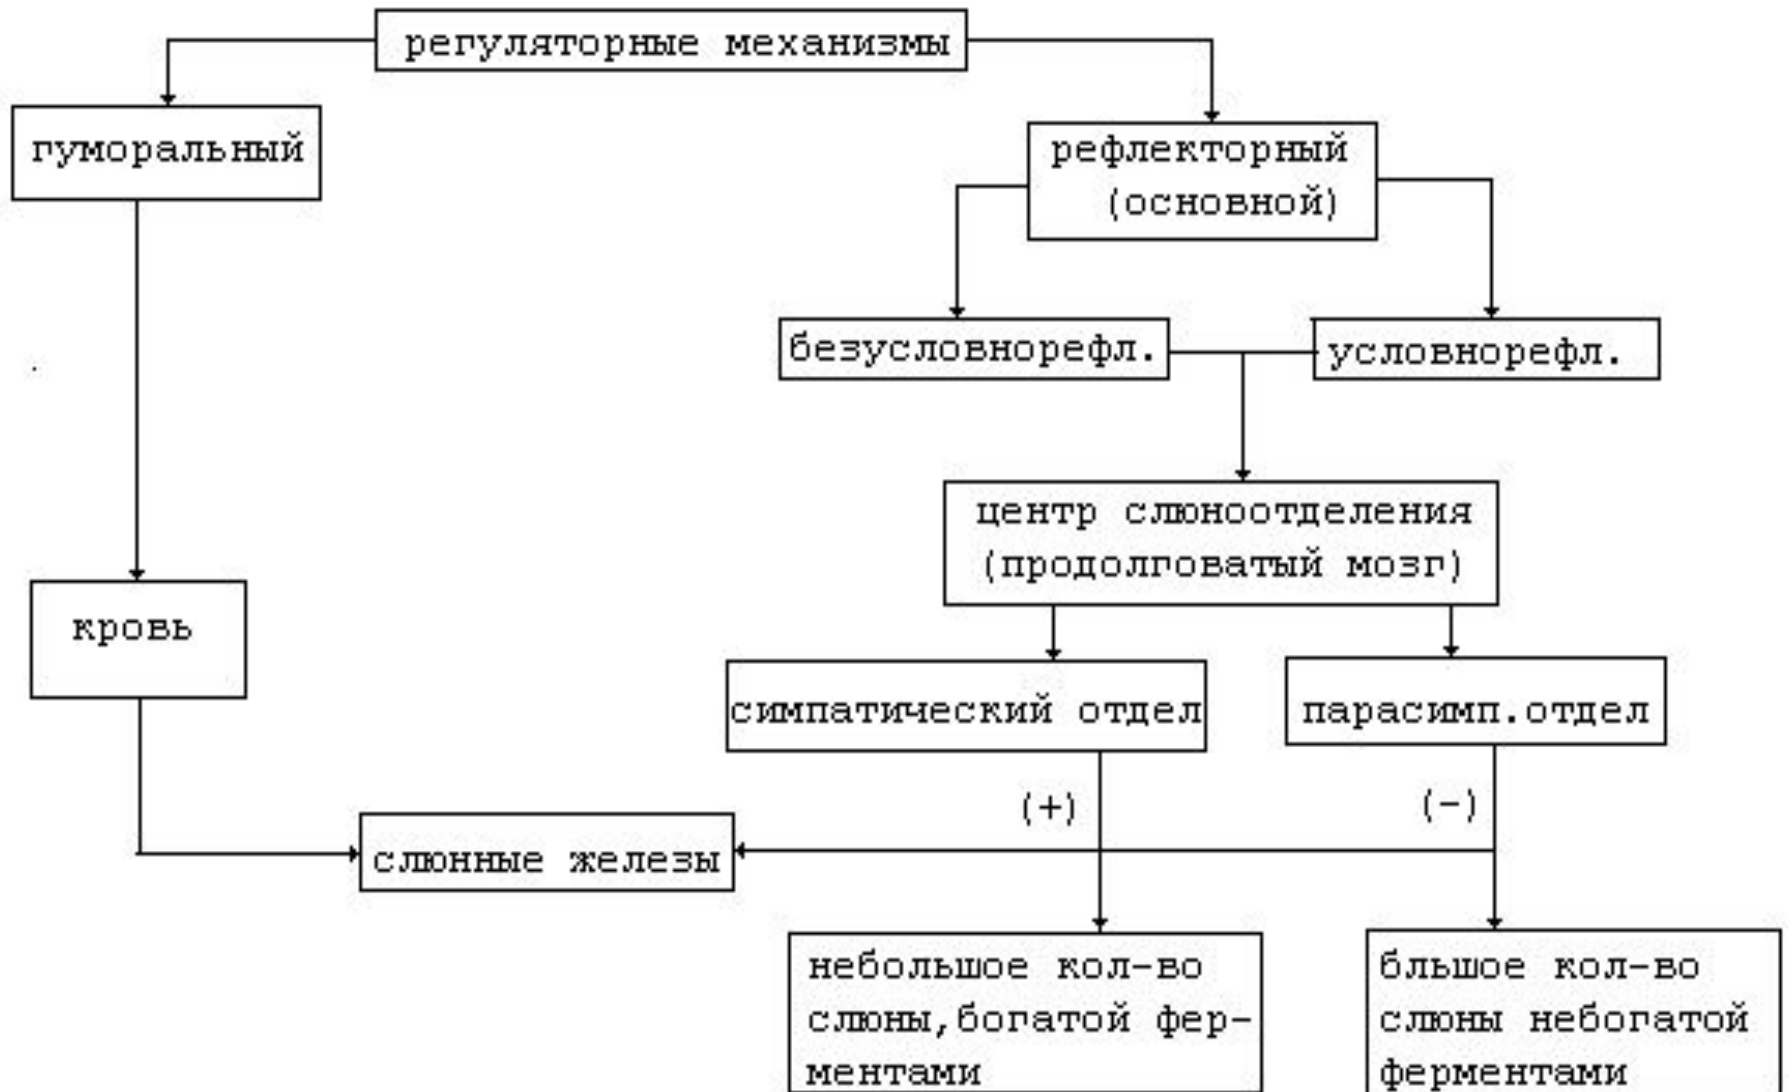 регуляторные механизмы
гуморальный
рефлекторный
(основной)
безусловнорефл.
условнорефл.
центр слюноотделения
(продолговатый мозг)
кровь
симпатический отдел
парасимп.отдел
(+)
(-)
слюнные железы
небольшое кол-во
слюны,богатой фер-
ментами
бльшое кол-во
слюны небогатой
ферментами